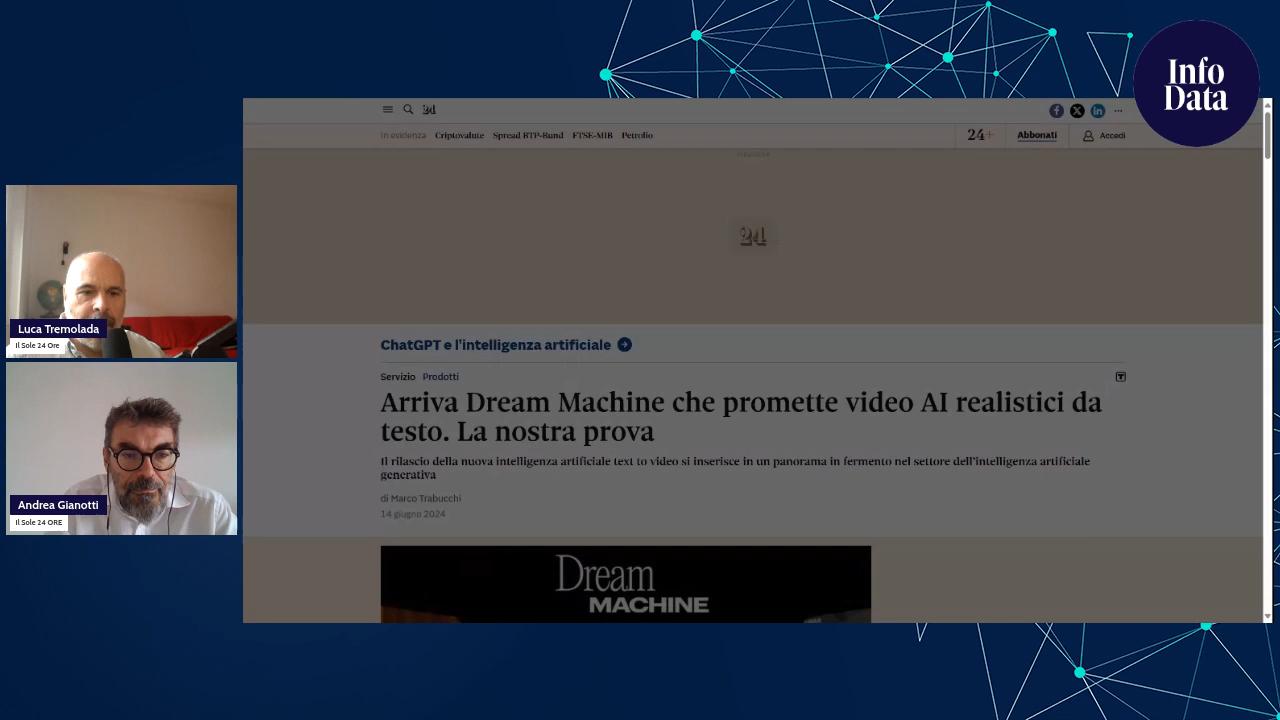 Info
Data
24
In evidenza Criptovalute Spread BTP-Bund FTSE-MIB Petrolio
24+ Abbonati Accedi
24
ChatGPT e l'intelligenza artificiale
Servizio Prodotti
Arriva Dream Machine che promette video AI realistici da
testo. La nostra prova
Il rilascio della nuova intelligenza artificiale text to video si inserisce in un panorama in fermento nel settore dell'intelligenza artificiale
generativa
di Marco Trabucchi
14 giugno 2024
Dream
MACHINE
Luca Tremolada
Il Sole 24 Ore
Andrea Gianotti
Il Sole 24 ORE